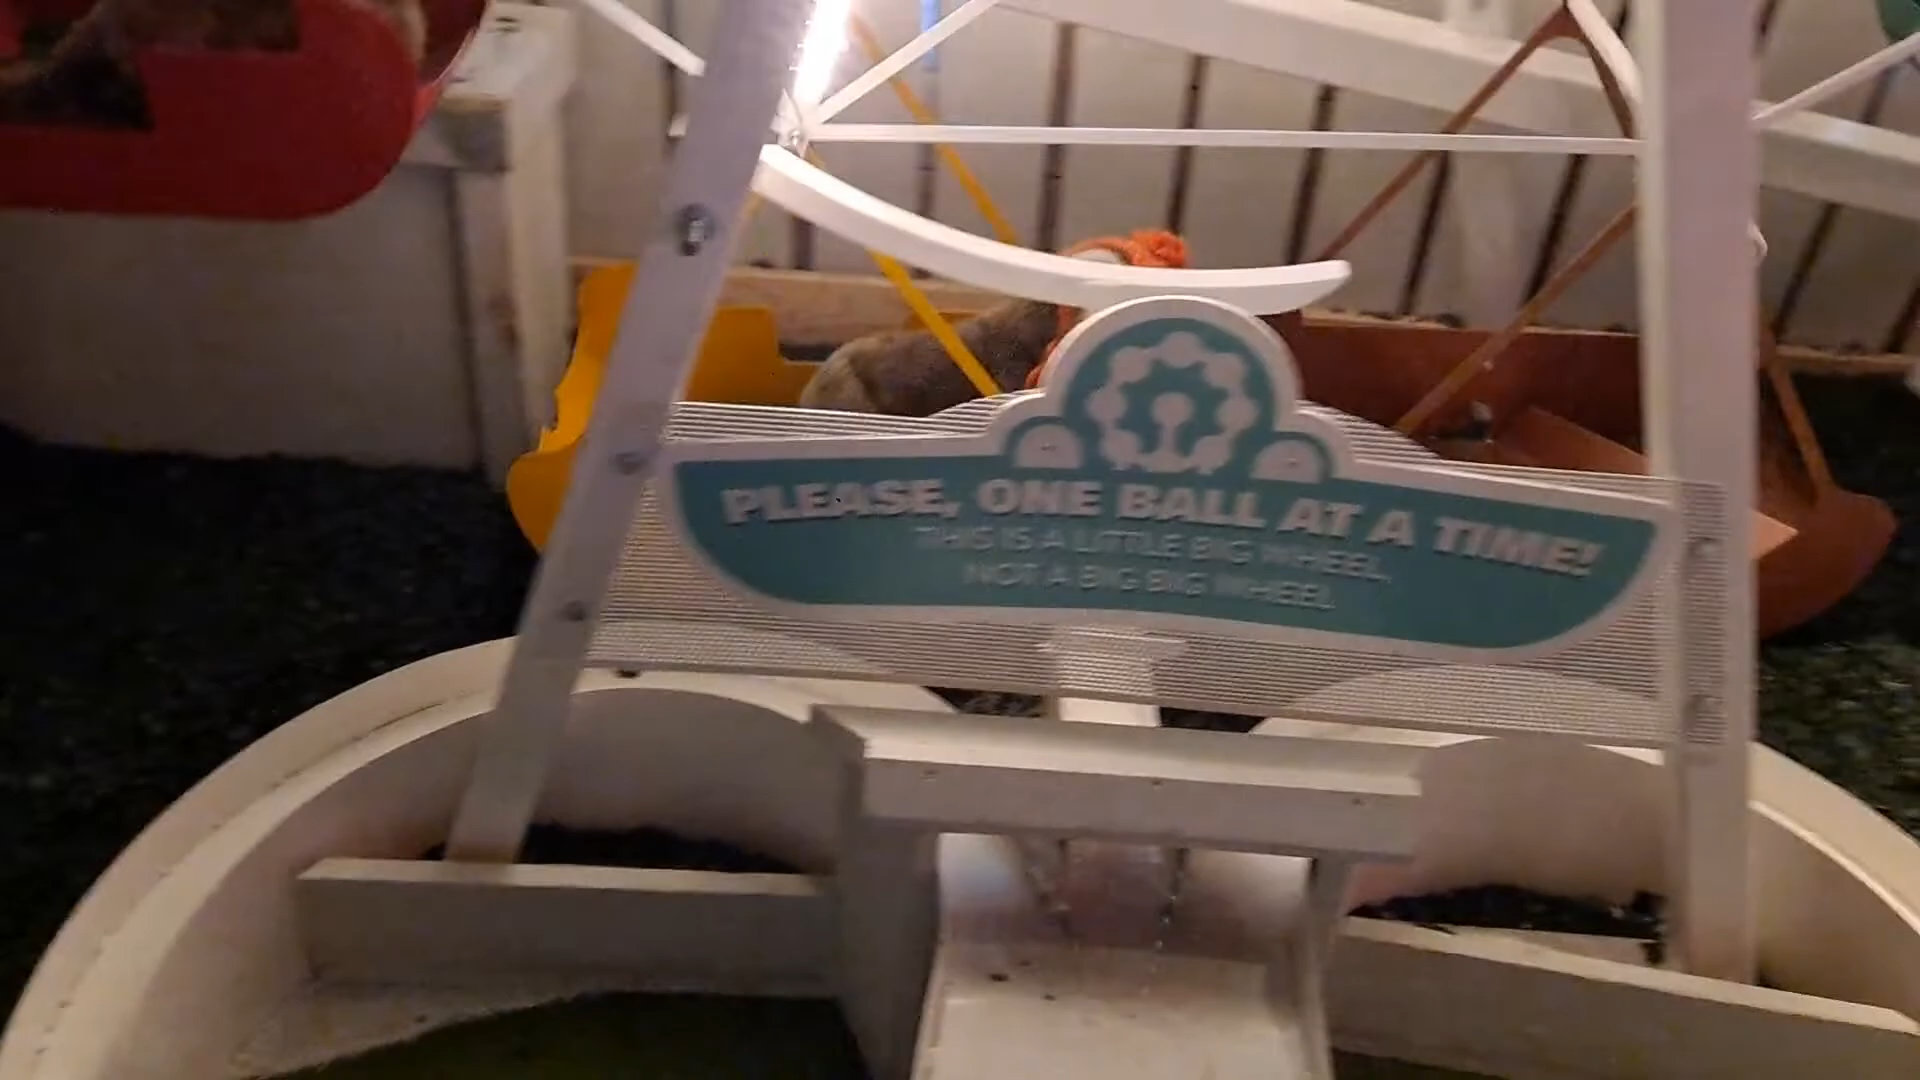 PLEASE, ONE BALL AT A TIME!
THIS IS A LITTLE BIG WHEEL,
NOT A BIG BIG WHEEL